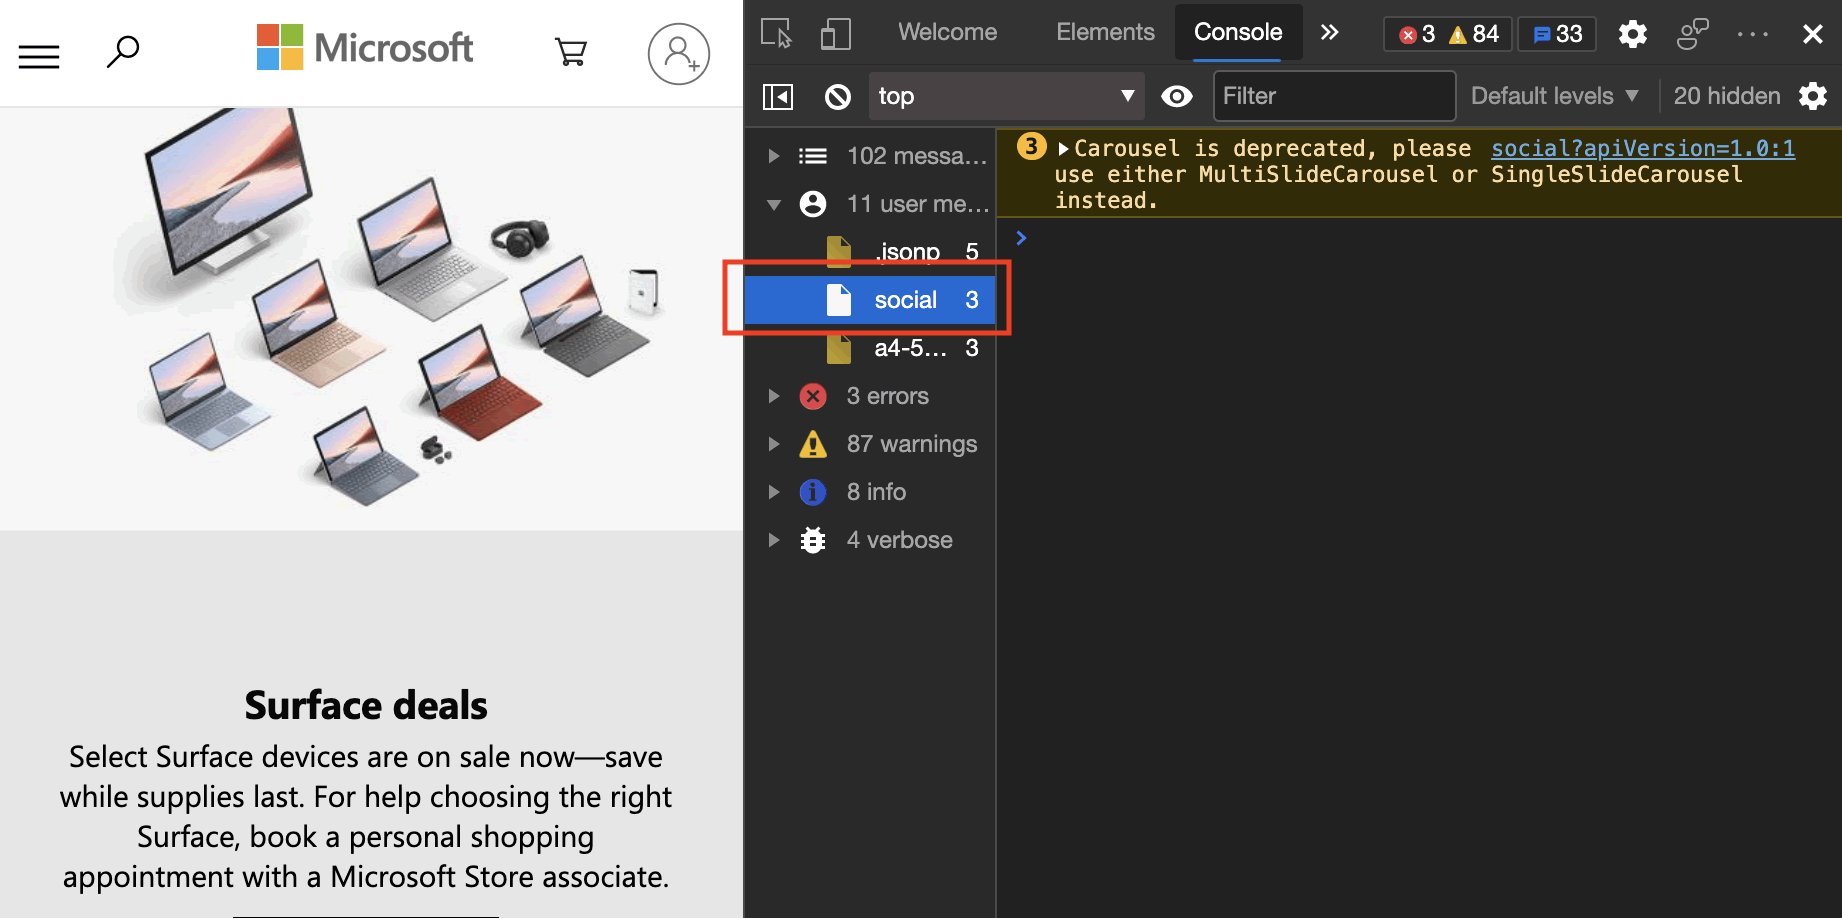 Microsoft
Surface deals
Select Surface devices are on sale now—save
while supplies last. For help choosing the right
Surface, book a personal shopping
appointment with a Microsoft Store associate.
Welcome Elements Console 3 84 33
top Filter Default levels 20 hidden
102 messa...
11 user me...
.jsonp 5
social 3
a4-5... 3
3 errors
87 warnings
8 info
4 verbose
3 Carousel is deprecated, please social?apiVersion=1.0:1
use either MultiSlideCarousel or SingleSlideCarousel
instead.